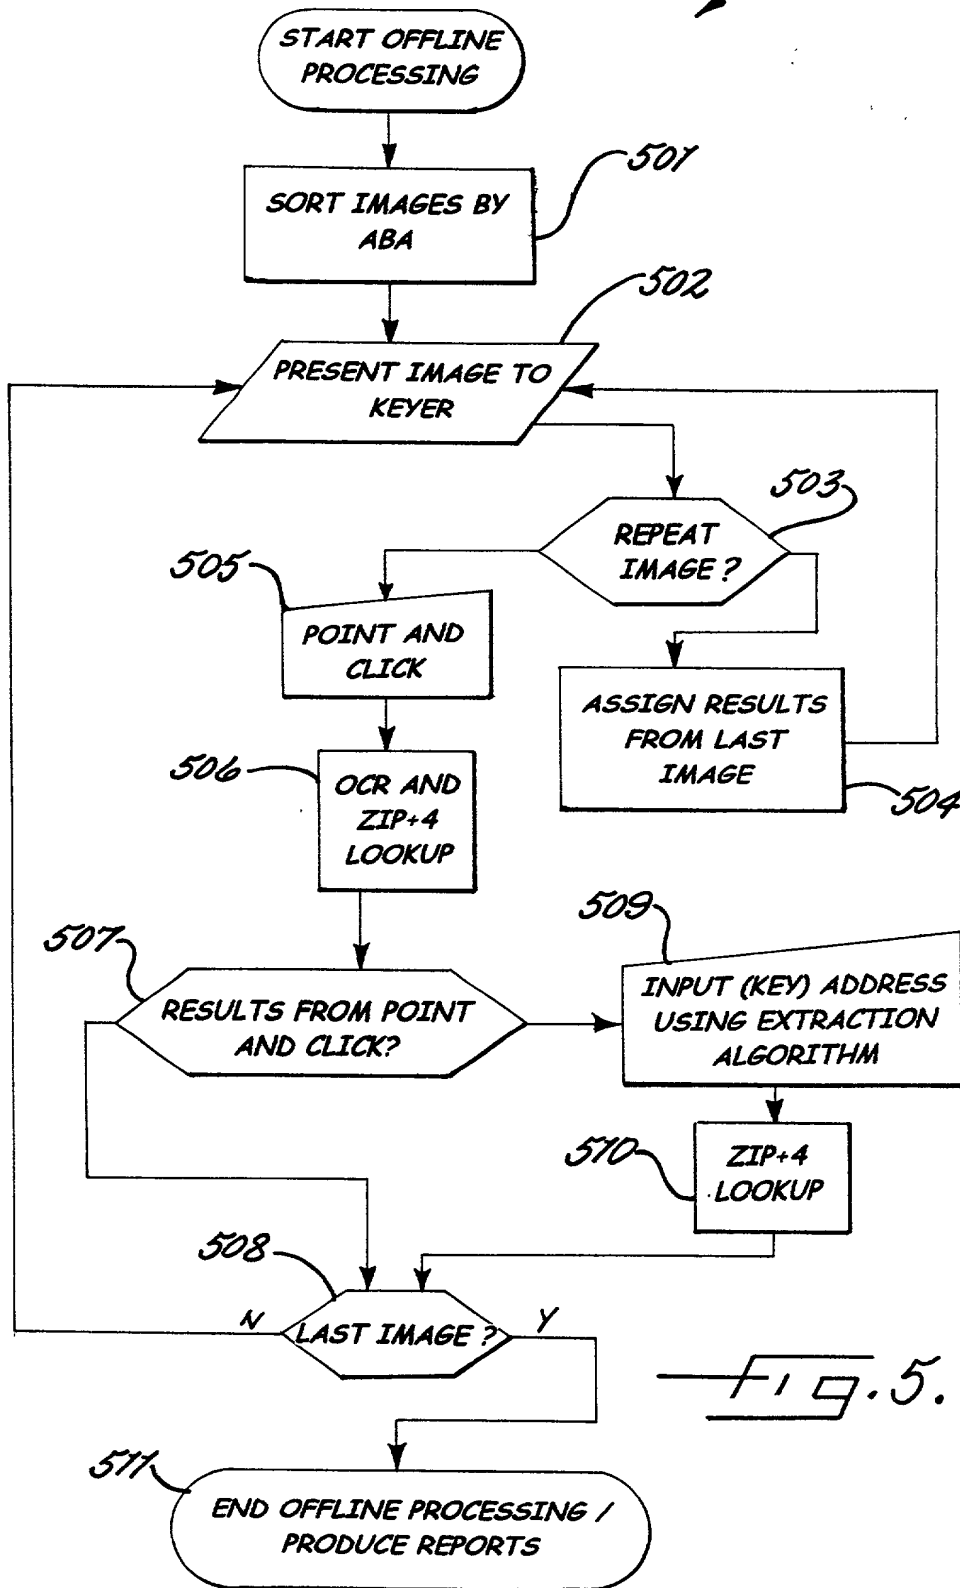 START OFFLINE
PROCESSING
501
SORT IMAGES BY
ABA
502
PRESENT IMAGE TO
KEYER
503
REPEAT
IMAGE?
505
POINT AND
CLICK
ASSIGN RESULTS
FROM LAST
IMAGE
504
506
OCR AND
ZIP+4
LOOKUP
507
RESULTS FROM POINT
AND CLICK?
509
INPUT (KEY) ADDRESS
USING EXTRACTION
ALGORITHM
510
ZIP+4
LOOKUP
508
N
LAST IMAGE ?
Y
Fig. 5.
511
END OFFLINE PROCESSING /
PRODUCE REPORTS